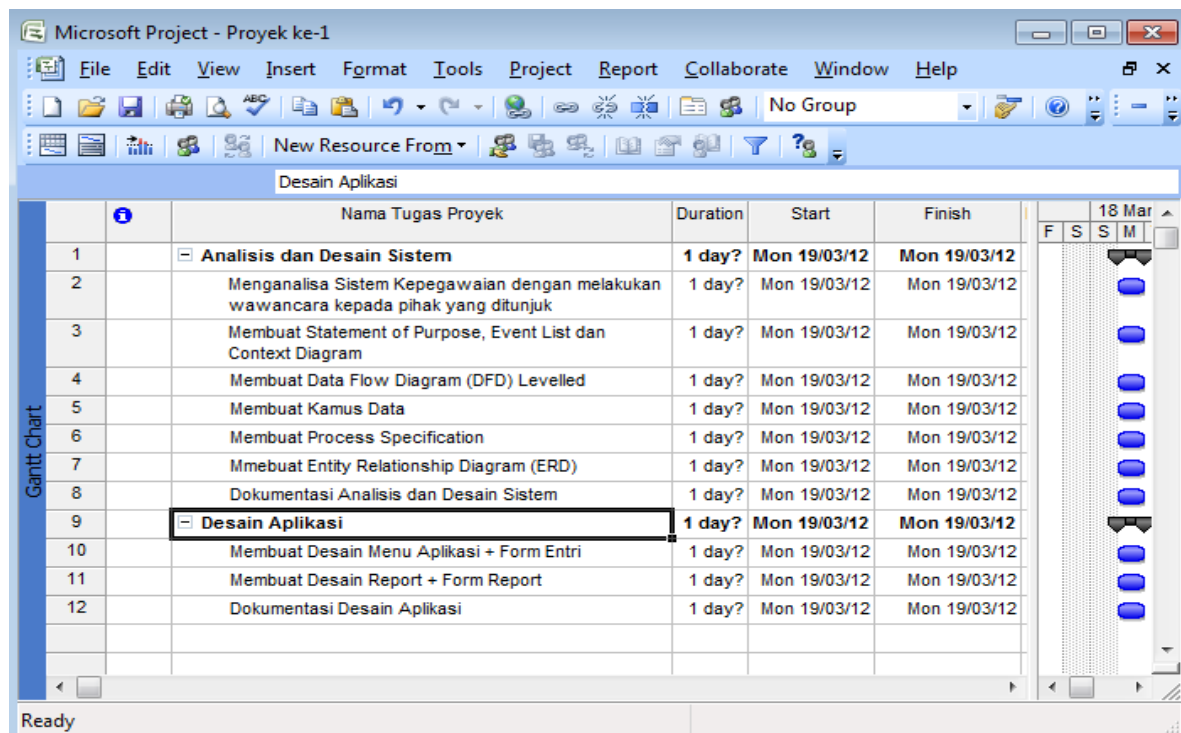 Microsoft Project - Proyek ke-1
File Edit View Insert Format Tools Project Report Collaborate Window Help
ABC No Group
New Resource From
Desain Aplikasi
Nama Tugas Proyek Duration Start Finish 18 Mar
F S S M
1 Analisis dan Desain Sistem 1 day? Mon 19/03/12 Mon 19/03/12
2 Menganalisa Sistem Kepegawaian dengan melakukan 1 day? Mon 19/03/12 Mon 19/03/12
wawancara kepada pihak yang ditunjuk
3 Membuat Statement of Purpose, Event List dan 1 day? Mon 19/03/12 Mon 19/03/12
Context Diagram
4 Membuat Data Flow Diagram (DFD) Levelled 1 day? Mon 19/03/12 Mon 19/03/12
5 Membuat Kamus Data 1 day? Mon 19/03/12 Mon 19/03/12
6 Membuat Process Specification 1 day? Mon 19/03/12 Mon 19/03/12
7 Mmebuat Entity Relationship Diagram (ERD) 1 day? Mon 19/03/12 Mon 19/03/12
8 Dokumentasi Analisis dan Desain Sistem 1 day? Mon 19/03/12 Mon 19/03/12
9 Desain Aplikasi 1 day? Mon 19/03/12 Mon 19/03/12
10 Membuat Desain Menu Aplikasi + Form Entri 1 day? Mon 19/03/12 Mon 19/03/12
11 Membuat Desain Report + Form Report 1 day? Mon 19/03/12 Mon 19/03/12
12 Dokumentasi Desain Aplikasi 1 day? Mon 19/03/12 Mon 19/03/12
Gantt Chart
Ready